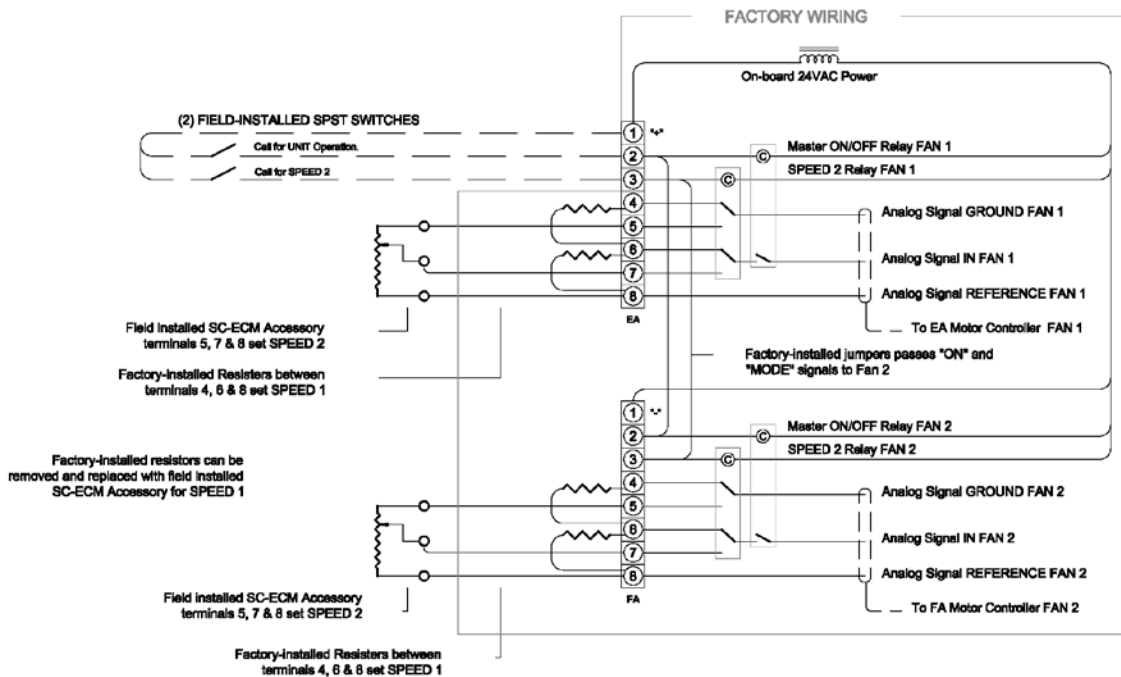 FACTORY WIRING
On-board 24VAC Power
(2) FIELD-INSTALLED SPST SWITCHES
Call for UNIT Operation.
Call for SPEED 2
1 "+"
2
3
4
5
6
7
8
EA
Master ON/OFF Relay FAN 1
C
SPEED 2 Relay FAN 1
C
Analog Signal GROUND FAN 1
Analog Signal IN FAN 1
Analog Signal REFERENCE FAN 1
To EA Motor Controller FAN 1
Field Installed SC-ECM Accessory
terminals 5, 7 & 8 set SPEED 2
Factory-Installed Resisters between
terminals 4, 6 & 8 set SPEED 1
Factory-installed jumpers passes "ON" and
"MODE" signals to Fan 2
Factory-installed resistors can be
removed and replaced with field installed
SC-ECM Accessory for SPEED 1
1 "-"
2
3
4
5
6
7
8
FA
Master ON/OFF Relay FAN 2
C
SPEED 2 Relay FAN 2
C
Analog Signal GROUND FAN 2
Analog Signal IN FAN 2
Analog Signal REFERENCE FAN 2
To FA Motor Controller FAN 2
Field installed SC-ECM Accessory
terminals 5, 7 & 8 set SPEED 2
Factory-installed Resisters between
terminals 4, 6 & 8 set SPEED 1